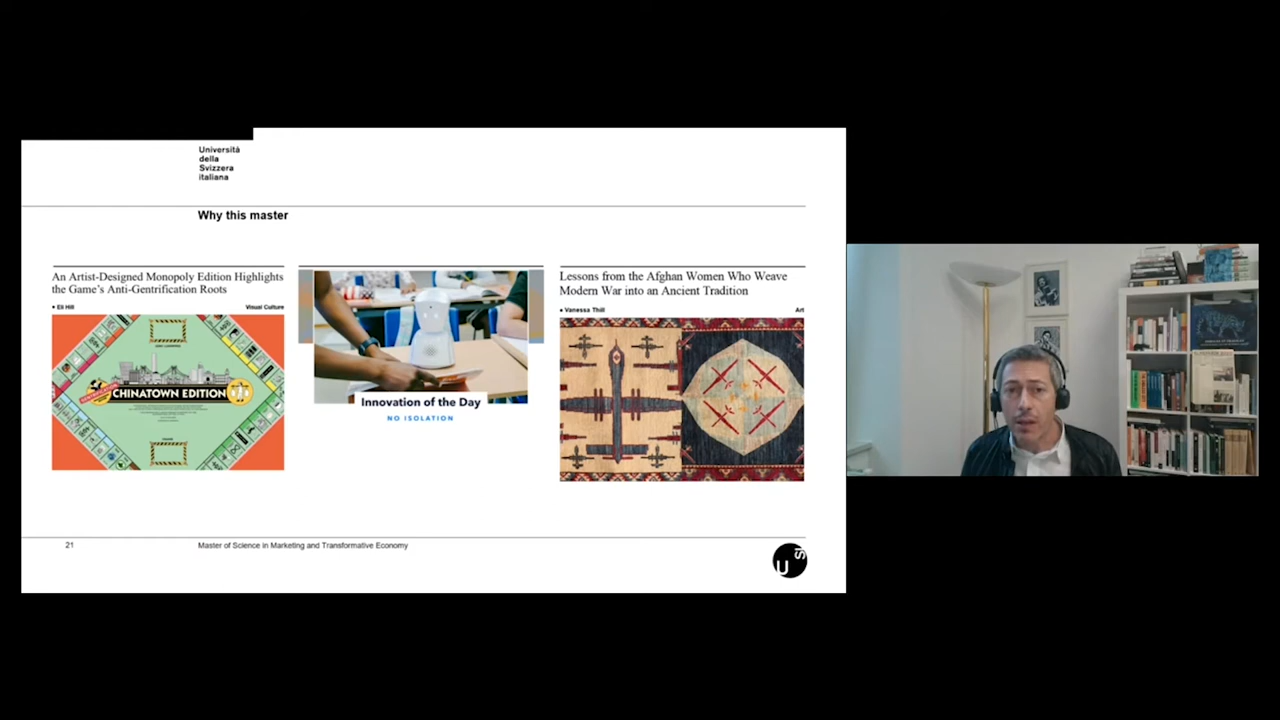 Università
della
Svizzera
italiana
Why this master
An Artist-Designed Monopoly Edition Highlights
the Game's Anti-Gentrification Roots
• Eli Hill
Visual Culture
CHINATOWN EDITION
Innovation of the Day
NO ISOLATION
Lessons from the Afghan Women Who Weave
Modern War into an Ancient Tradition
• Vanessa Thill
Art
21
Master of Science in Marketing and Transformative Economy
U
SI